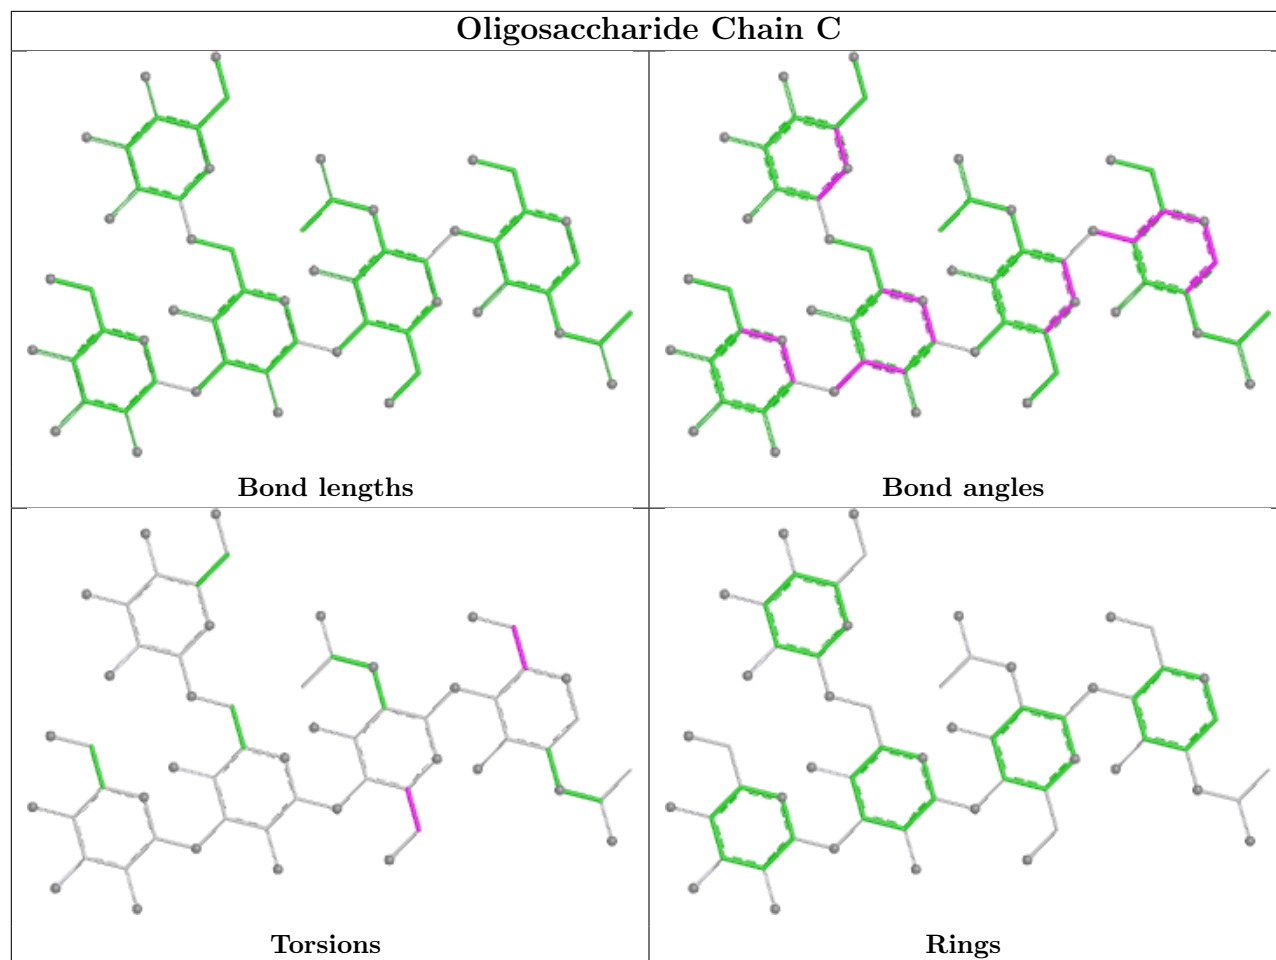 Oligosaccharide Chain C
Bond lengths
Bond angles
Torsions
Rings